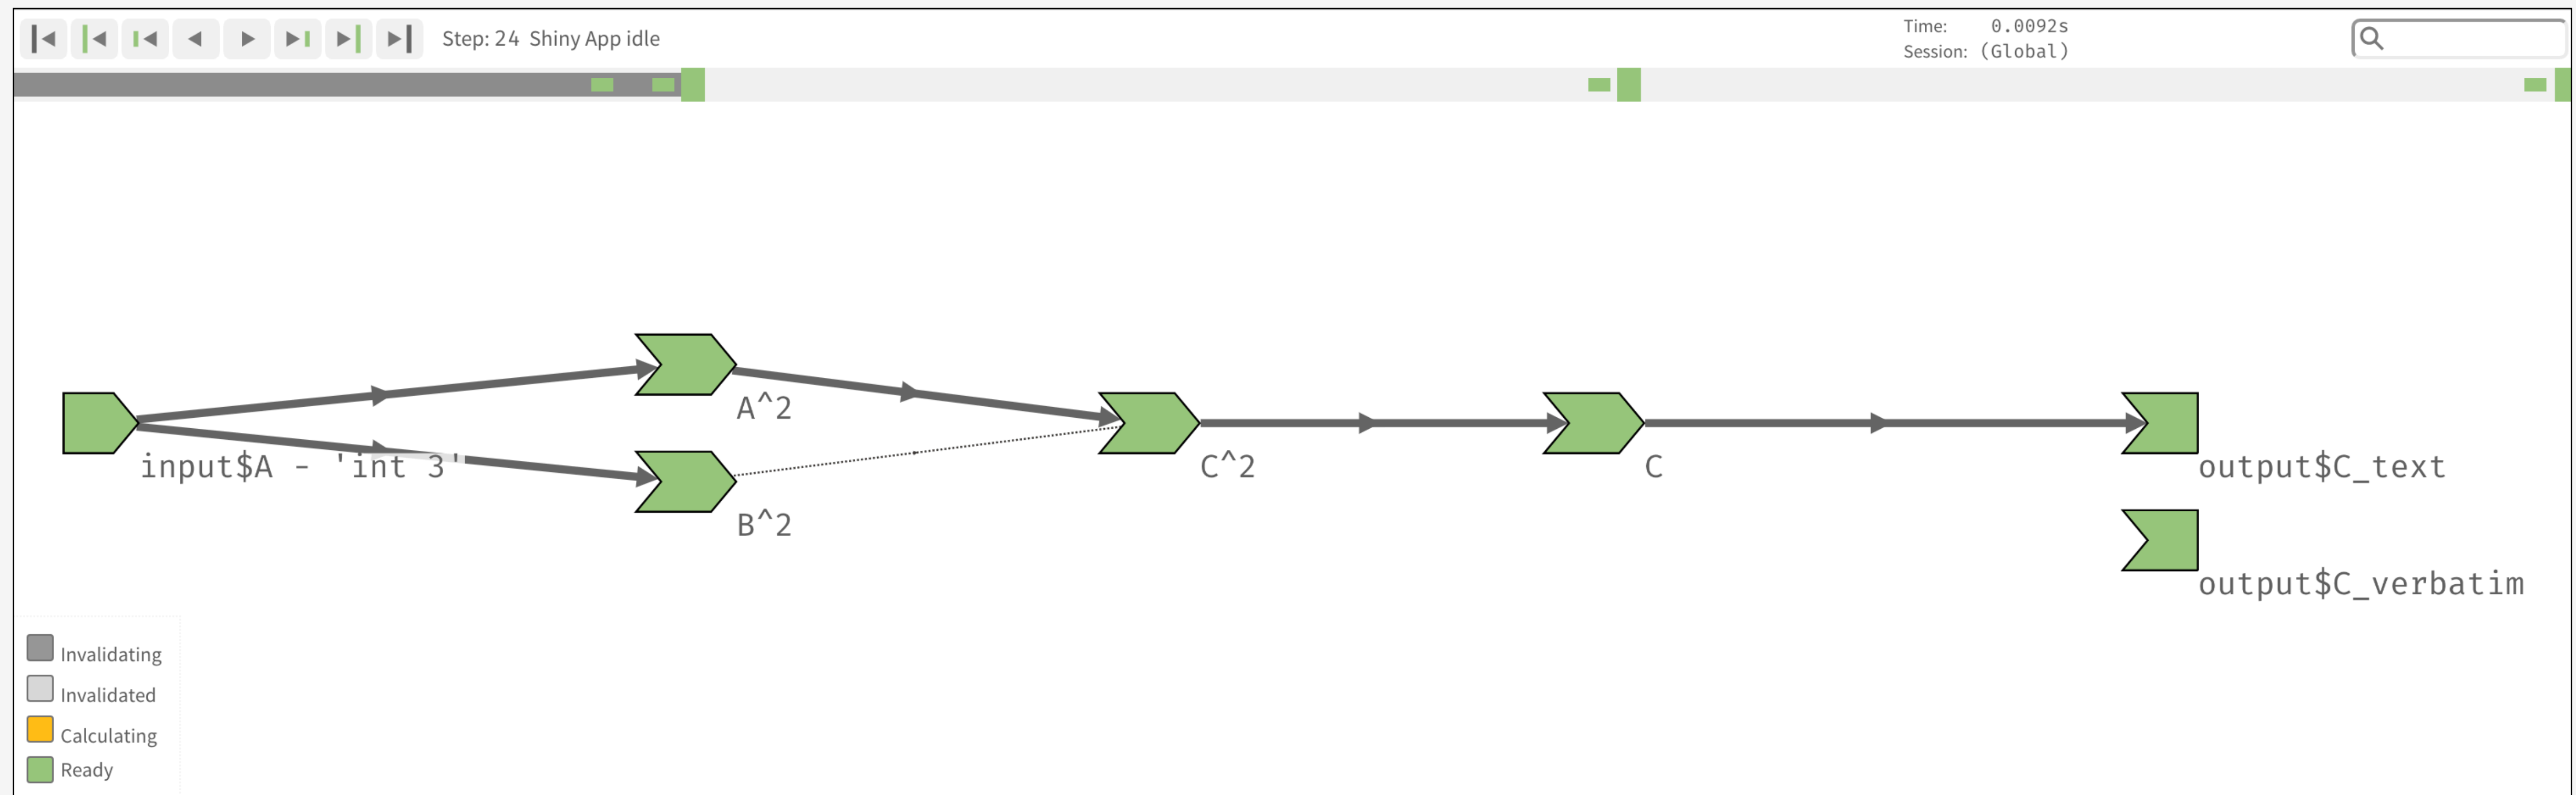 Step: 24 Shiny App idle
Time: 0.0092s
Session: (Global)
A^2
input$A - 'int 3'
C^2
C
output$C_text
B^2
output$C_verbatim
Invalidating
Invalidated
Calculating
Ready